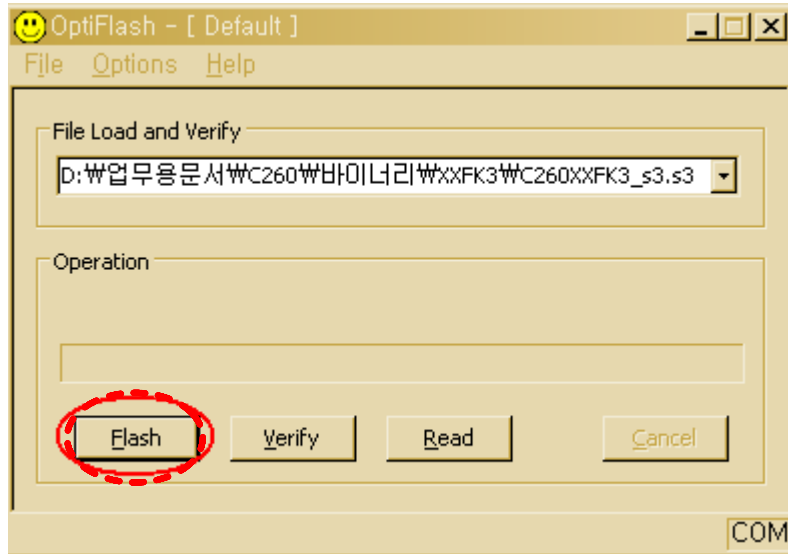 OptiFlash - [ Default ]
File Options Help
File Load and Verify
D:₩업무용문서₩C260₩바이너리₩XXFK3₩C260XXFK3_s3.s3
Operation
Flash Verify Read Cancel
COM